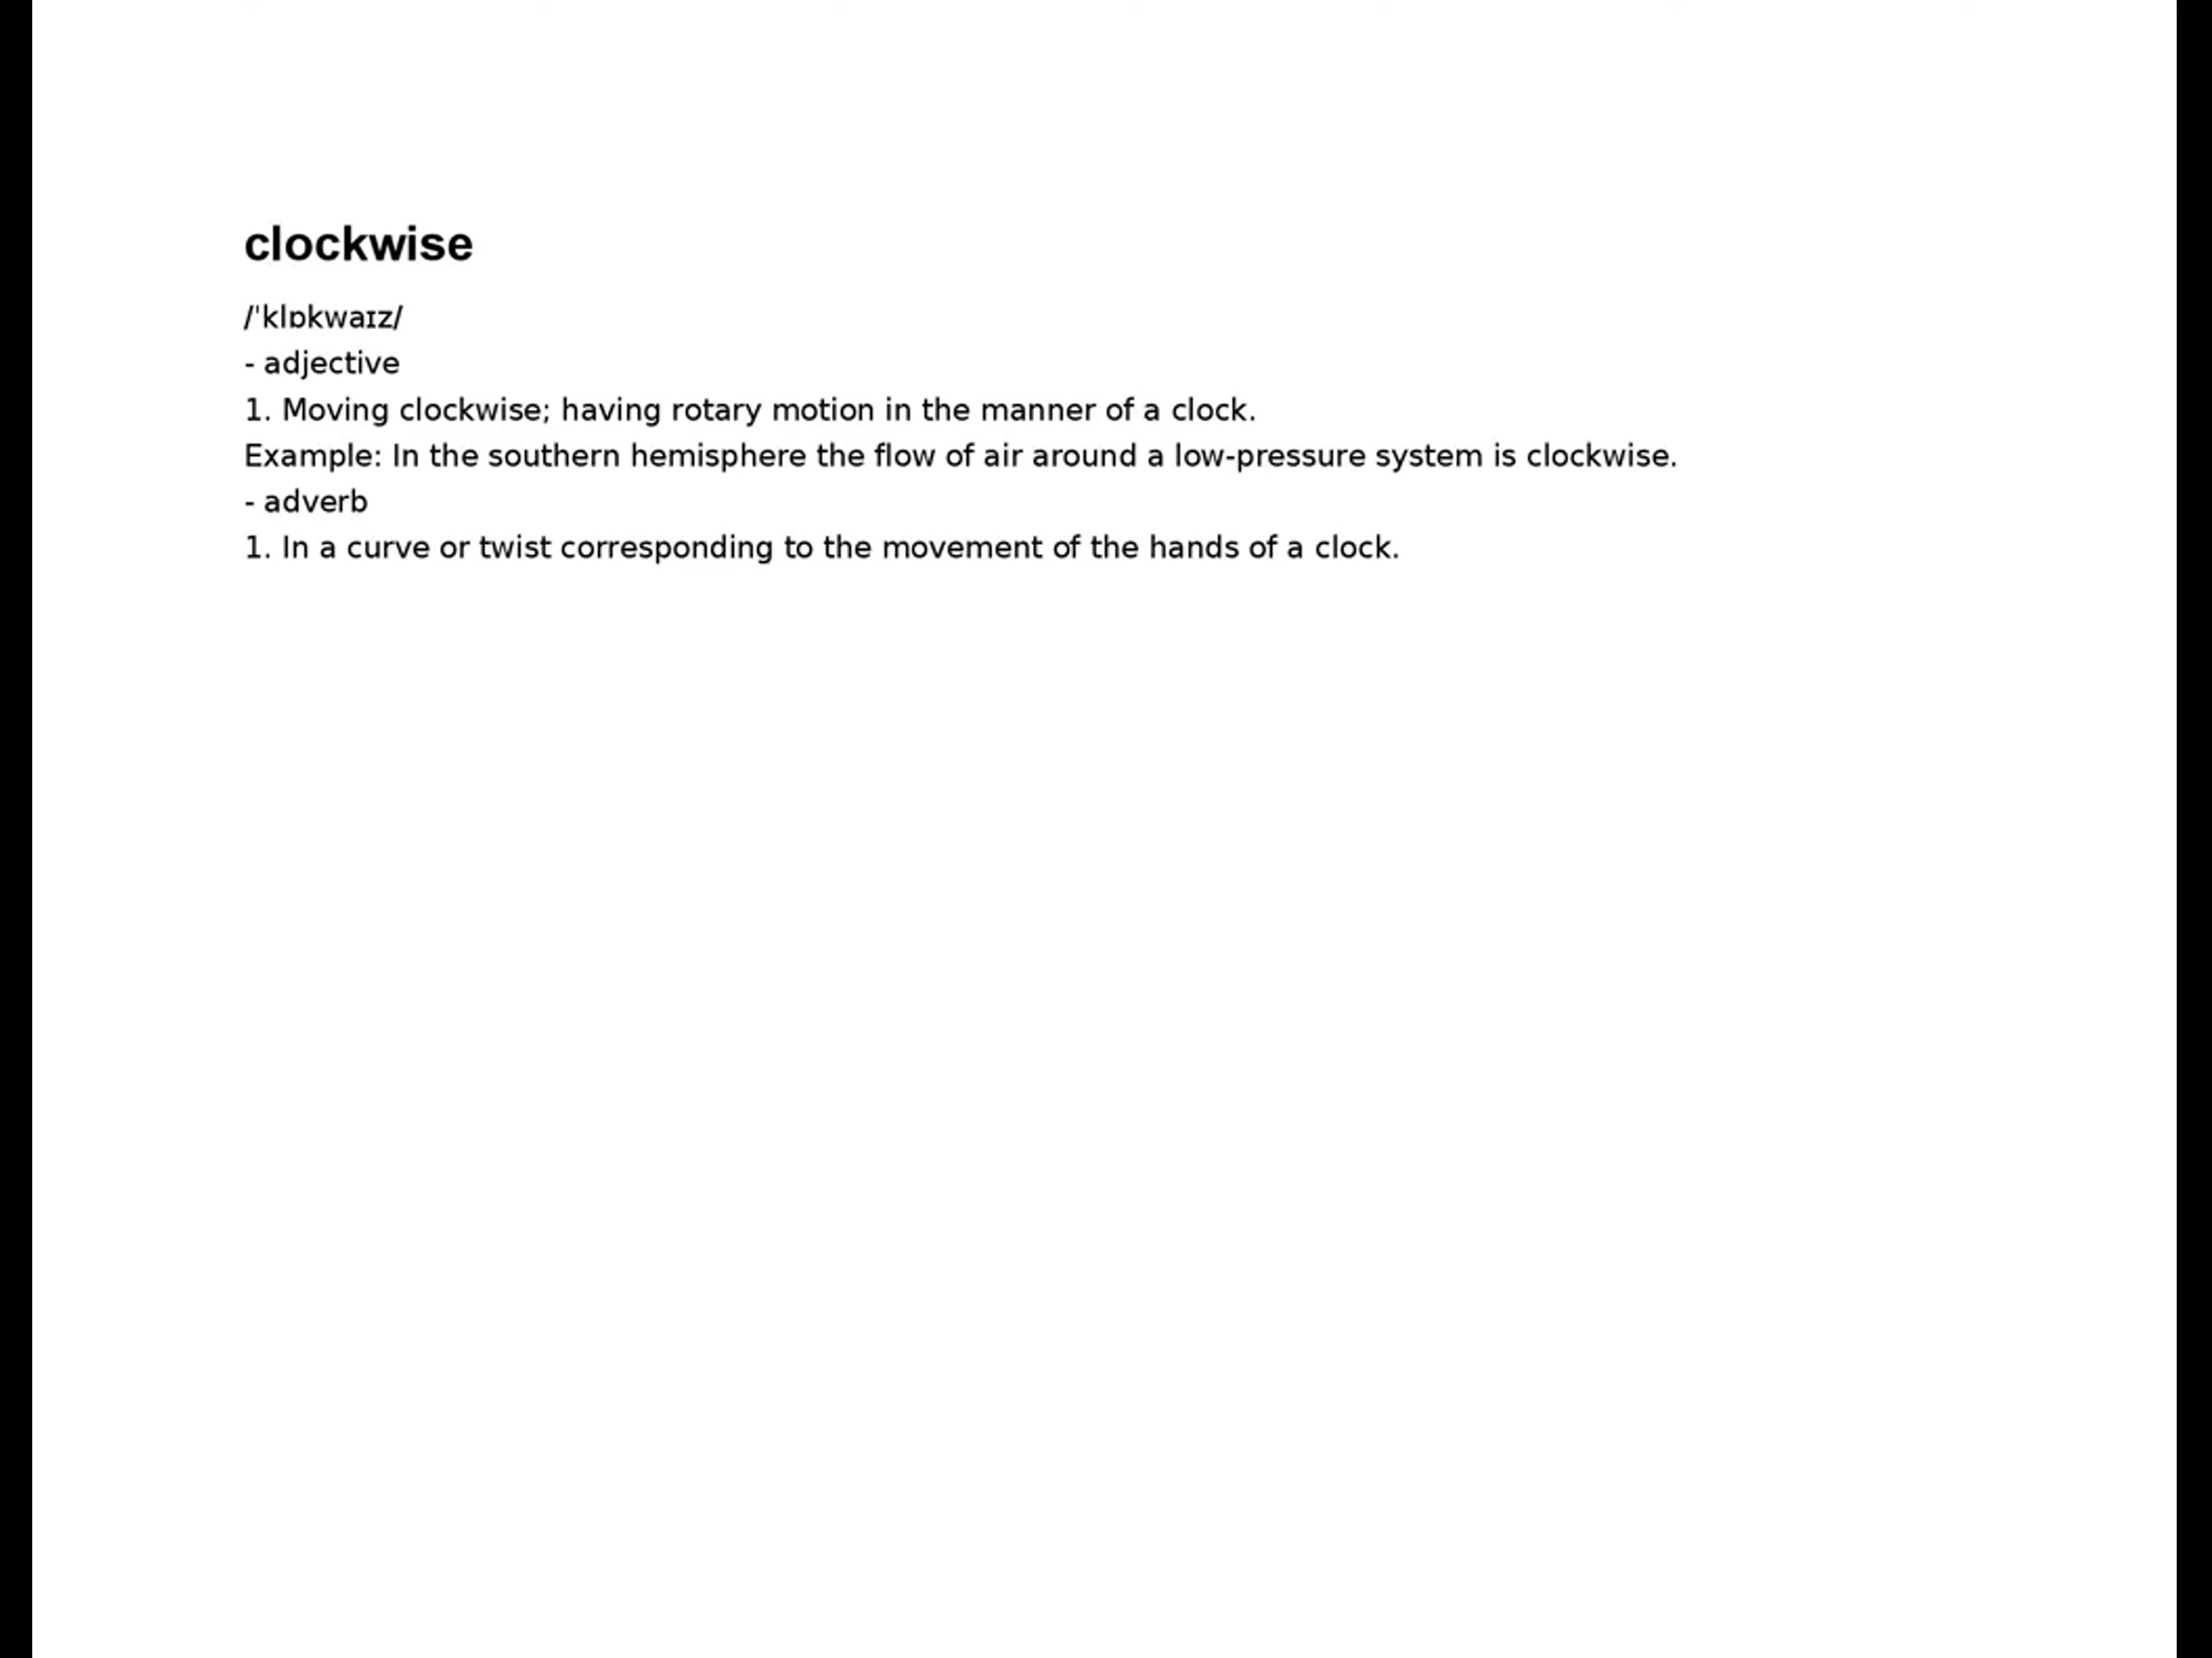 clockwise
/ˈklɒkwaɪz/
- adjective
1. Moving clockwise; having rotary motion in the manner of a clock.
Example: In the southern hemisphere the flow of air around a low-pressure system is clockwise.
- adverb
1. In a curve or twist corresponding to the movement of the hands of a clock.